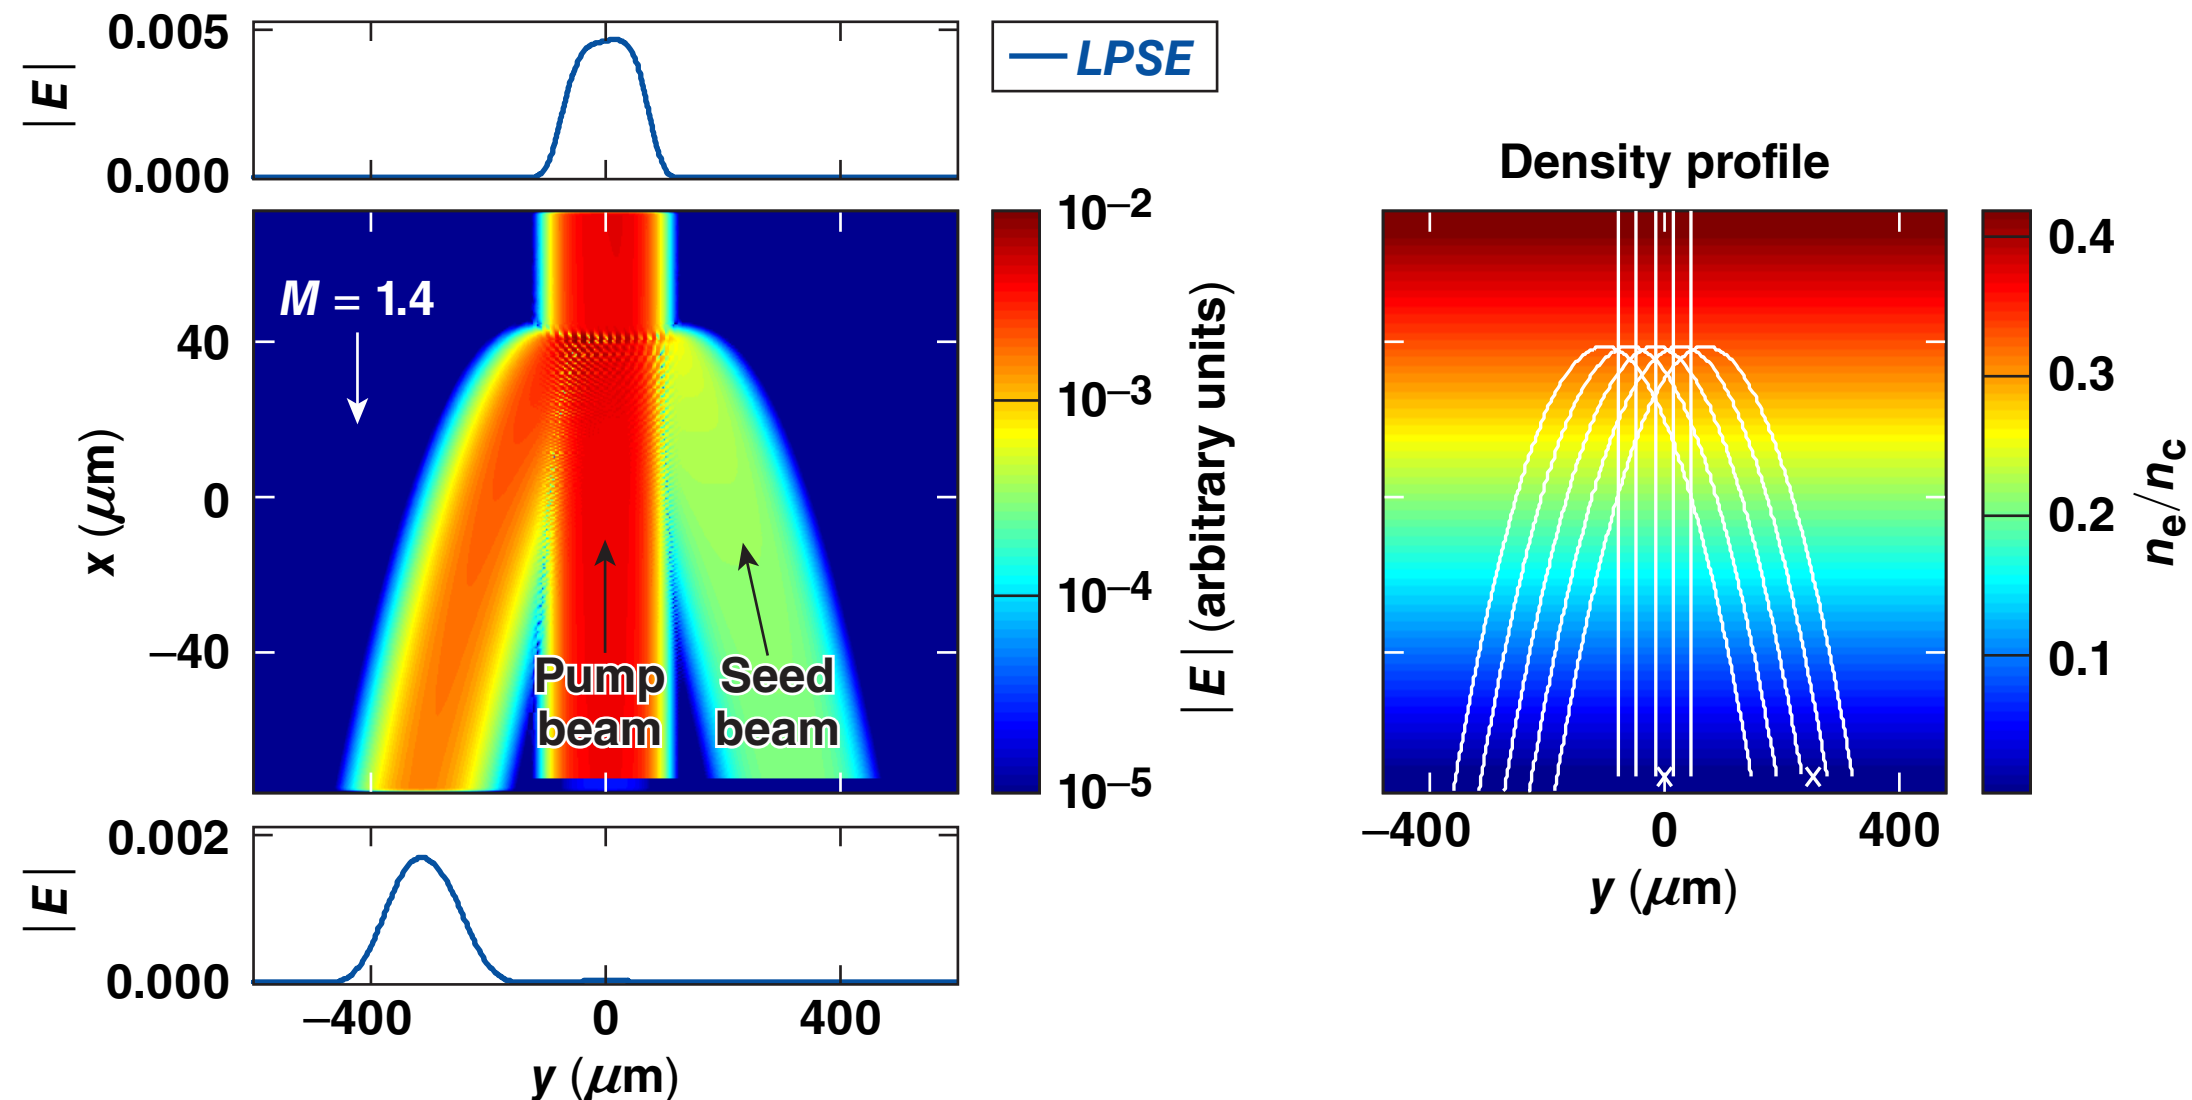 0.005
|E|
0.000
LPSE
M = 1.4
40
0
–40
x (μm)
Pump
beam
Seed
beam
10–2
10–3
10–4
10–5
|E| (arbitrary units)
0.002
|E|
0.000
–400
0
400
y (μm)
Density profile
0.4
0.3
0.2
0.1
ne/nc
–400
0
400
y (μm)